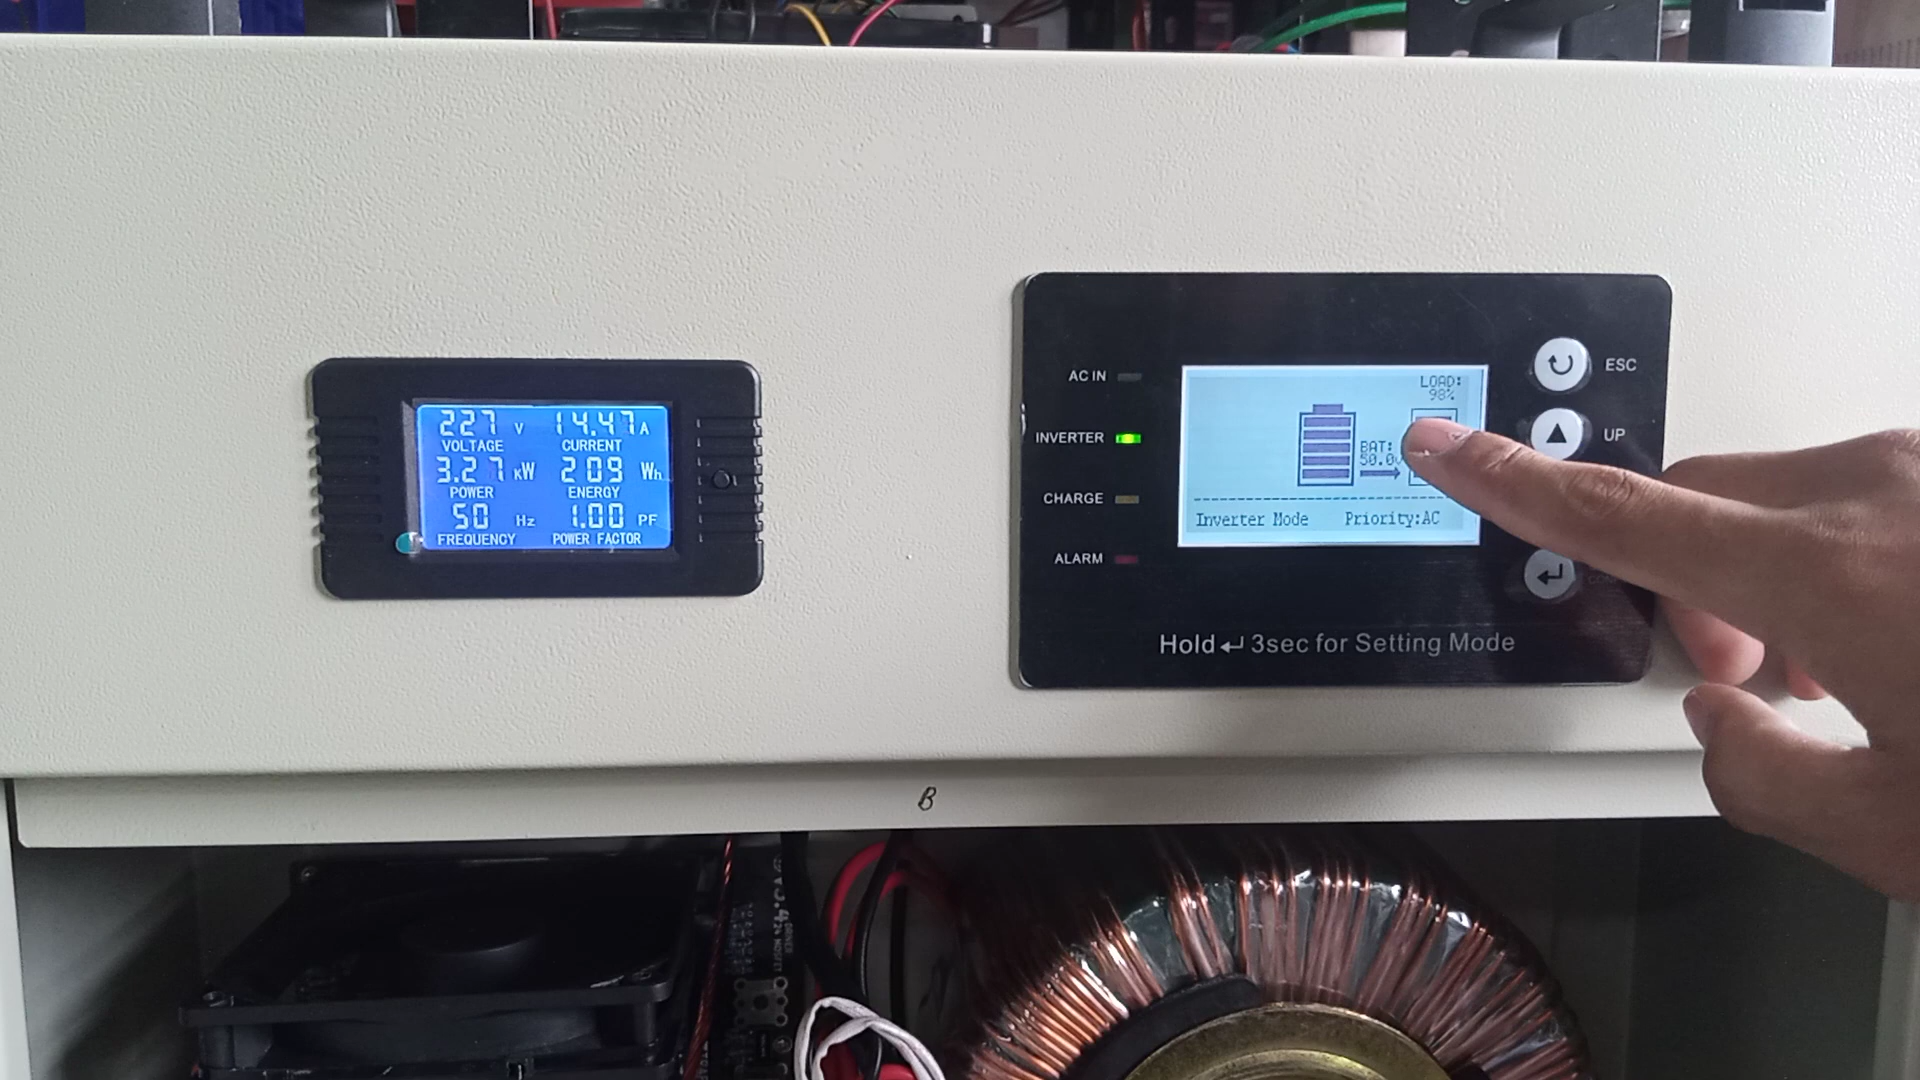 227 V 14.47 A
VOLTAGE CURRENT
3.27 KW 209 Wh
POWER ENERGY
50 Hz 1.00 PF
FREQUENCY POWER FACTOR
AC IN
INVERTER
CHARGE
ALARM
LOAD:
98%
BAT:
50.0V
Inverter Mode Priority:AC
ESC
UP
Hold ↵ 3sec for Setting Mode
B